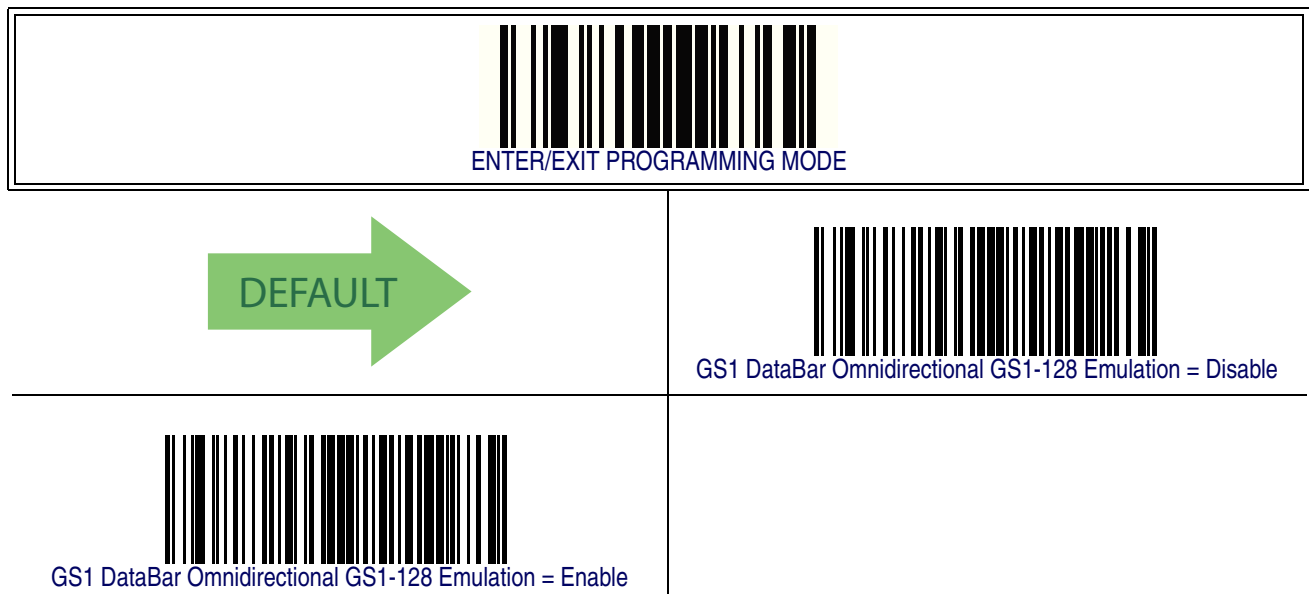 ENTER/EXIT PROGRAMMING MODE
DEFAULT
GS1 DataBar Omnidirectional GS1-128 Emulation = Disable
GS1 DataBar Omnidirectional GS1-128 Emulation = Enable